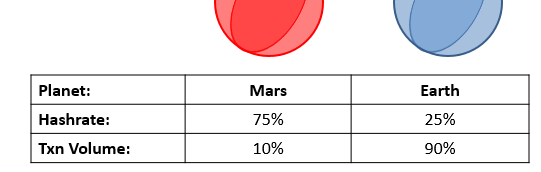 Planet: Mars Earth
Hashrate: 75% 25%
Txn Volume: 10% 90%